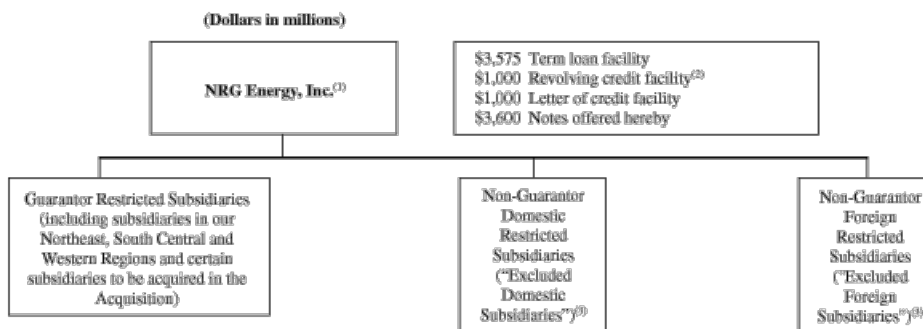 (Dollars in millions)
NRG Energy, Inc.(1)
$3,575 Term loan facility
$1,000 Revolving credit facility(2)
$1,000 Letter of credit facility
$3,600 Notes offered hereby
Guarantor Restricted Subsidiaries
(including subsidiaries in our
Northeast, South Central and
Western Regions and certain
subsidiaries to be acquired in the
Acquisition)
Non-Guarantor
Domestic
Restricted
Subsidiaries
(“Excluded
Domestic
Subsidiaries”)(3)
Non-Guarantor
Foreign
Restricted
Subsidiaries
(“Excluded
Foreign
Subsidiaries”)(3)